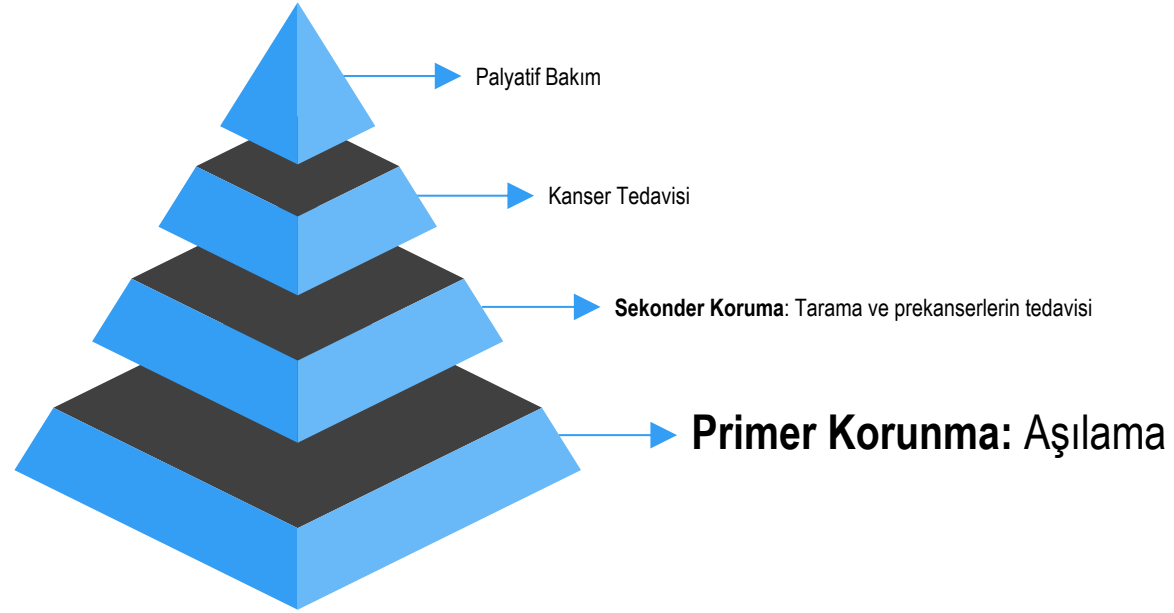 Palyatif Bakım
Kanser Tedavisi
Sekonder Koruma: Tarama ve prekanserlerin tedavisi
Primer Korunma: Aşılama